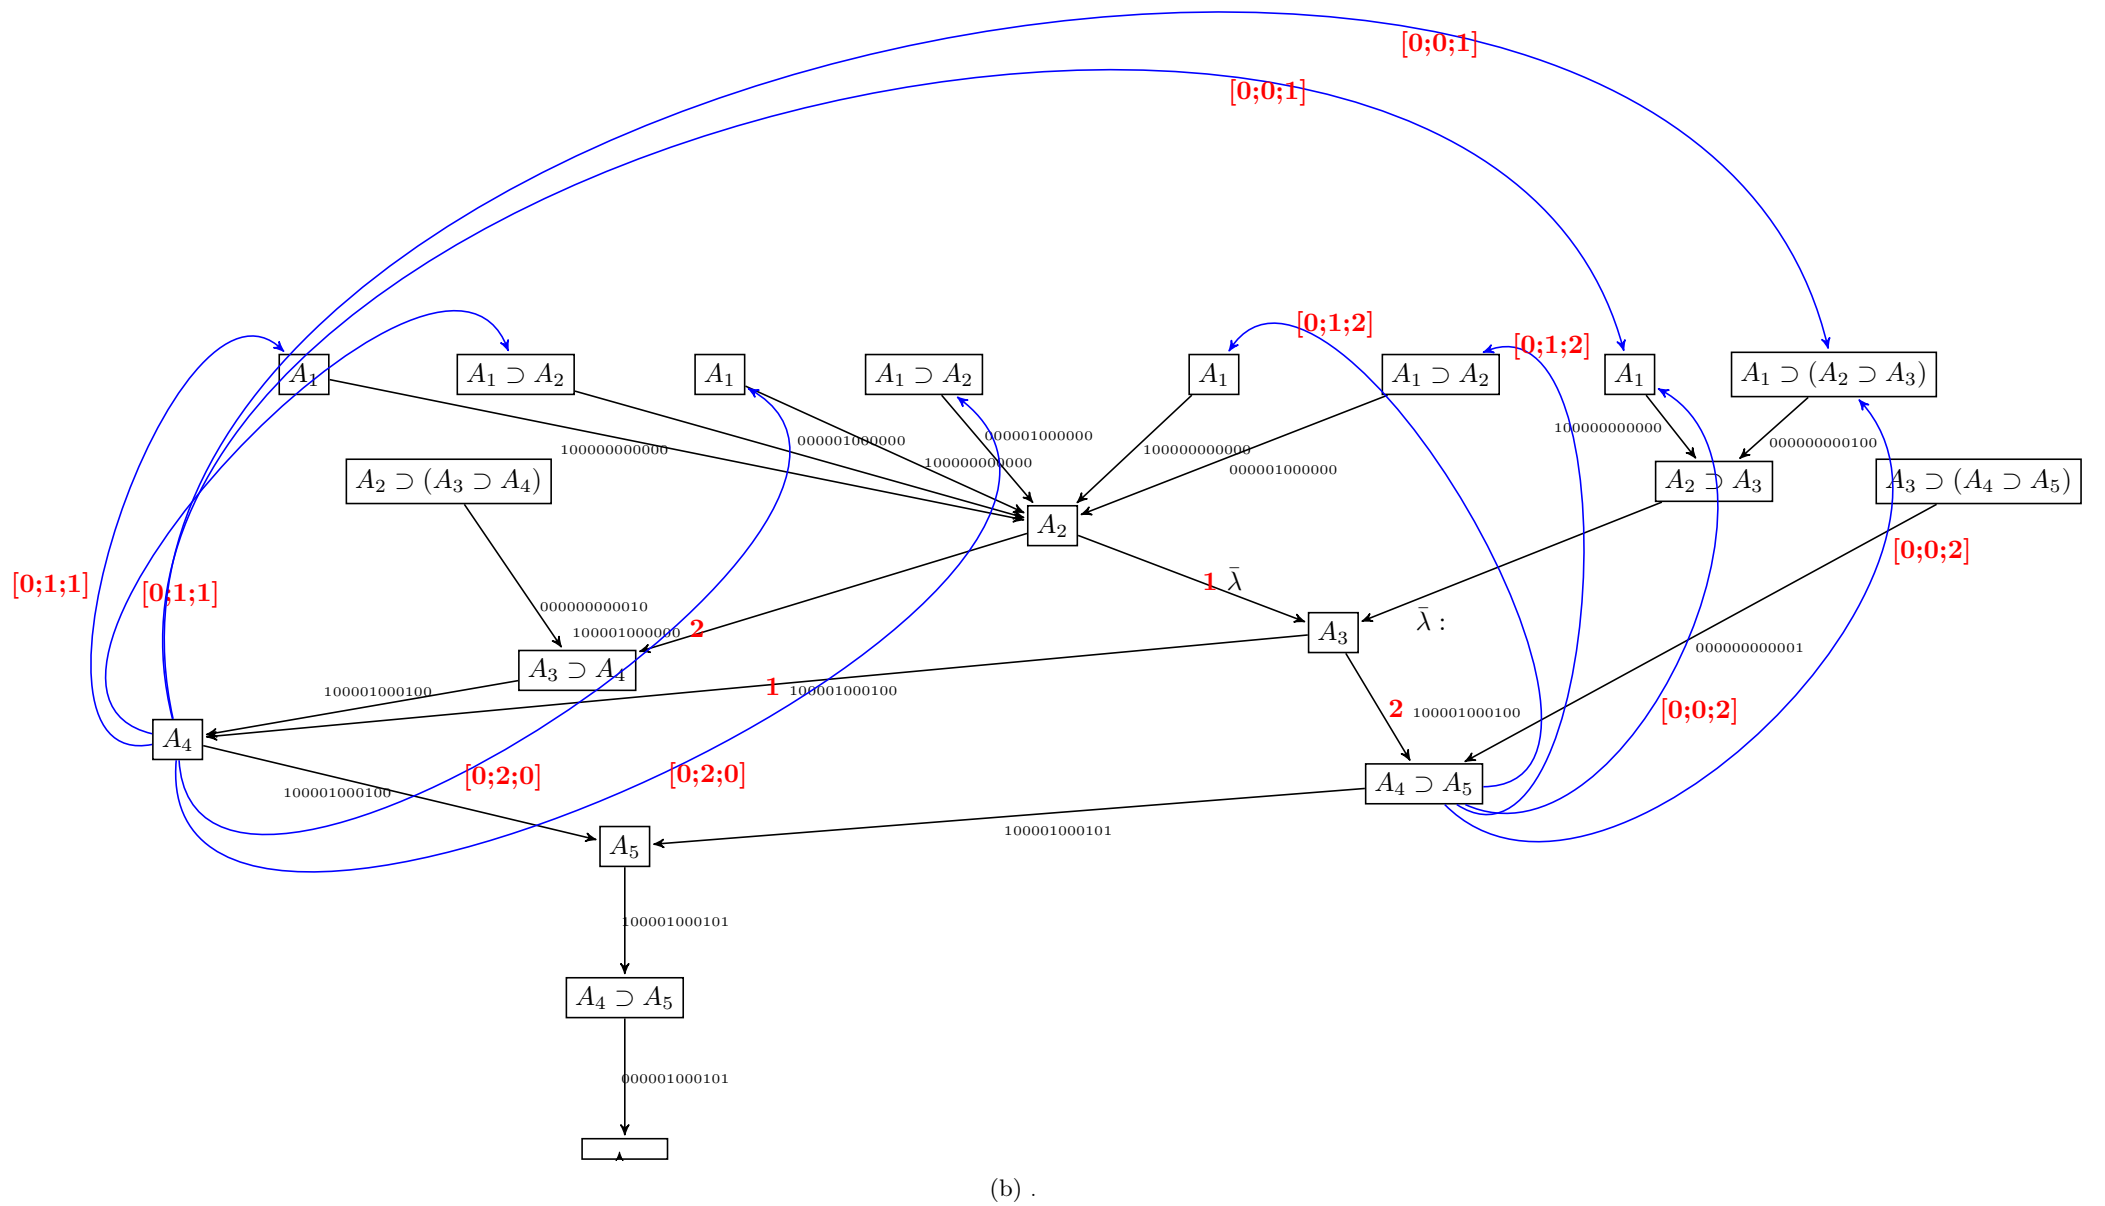 [0;0;1]
[0;0;1]
[0;1;2]
[0;1;2]
A₁
A₁ ⊃ A₂
A₁
A₁ ⊃ A₂
A₁
A₁ ⊃ A₂
A₁
A₁ ⊃ (A₂ ⊃ A₃)
100000000000
000001000000
100000000000
000001000000
100000000000
000001000000
100000000000
000000000100
A₂ ⊃ (A₃ ⊃ A₄)
A₂ ⊃ A₃
A₃ ⊃ (A₄ ⊃ A₅)
A₂
[0;0;2]
[0;1;1]
[0;1;1]
1 λ̄
000000000010
100001000000 2
A₃
λ̄ :
000000000001
A₃ ⊃ A₄
100001000100
1 100001000100
2 100001000100
[0;0;2]
A₄
[0;2;0]
[0;2;0]
A₄ ⊃ A₅
100001000100
100001000101
A₅
100001000101
A₄ ⊃ A₅
000001000101
(b) .